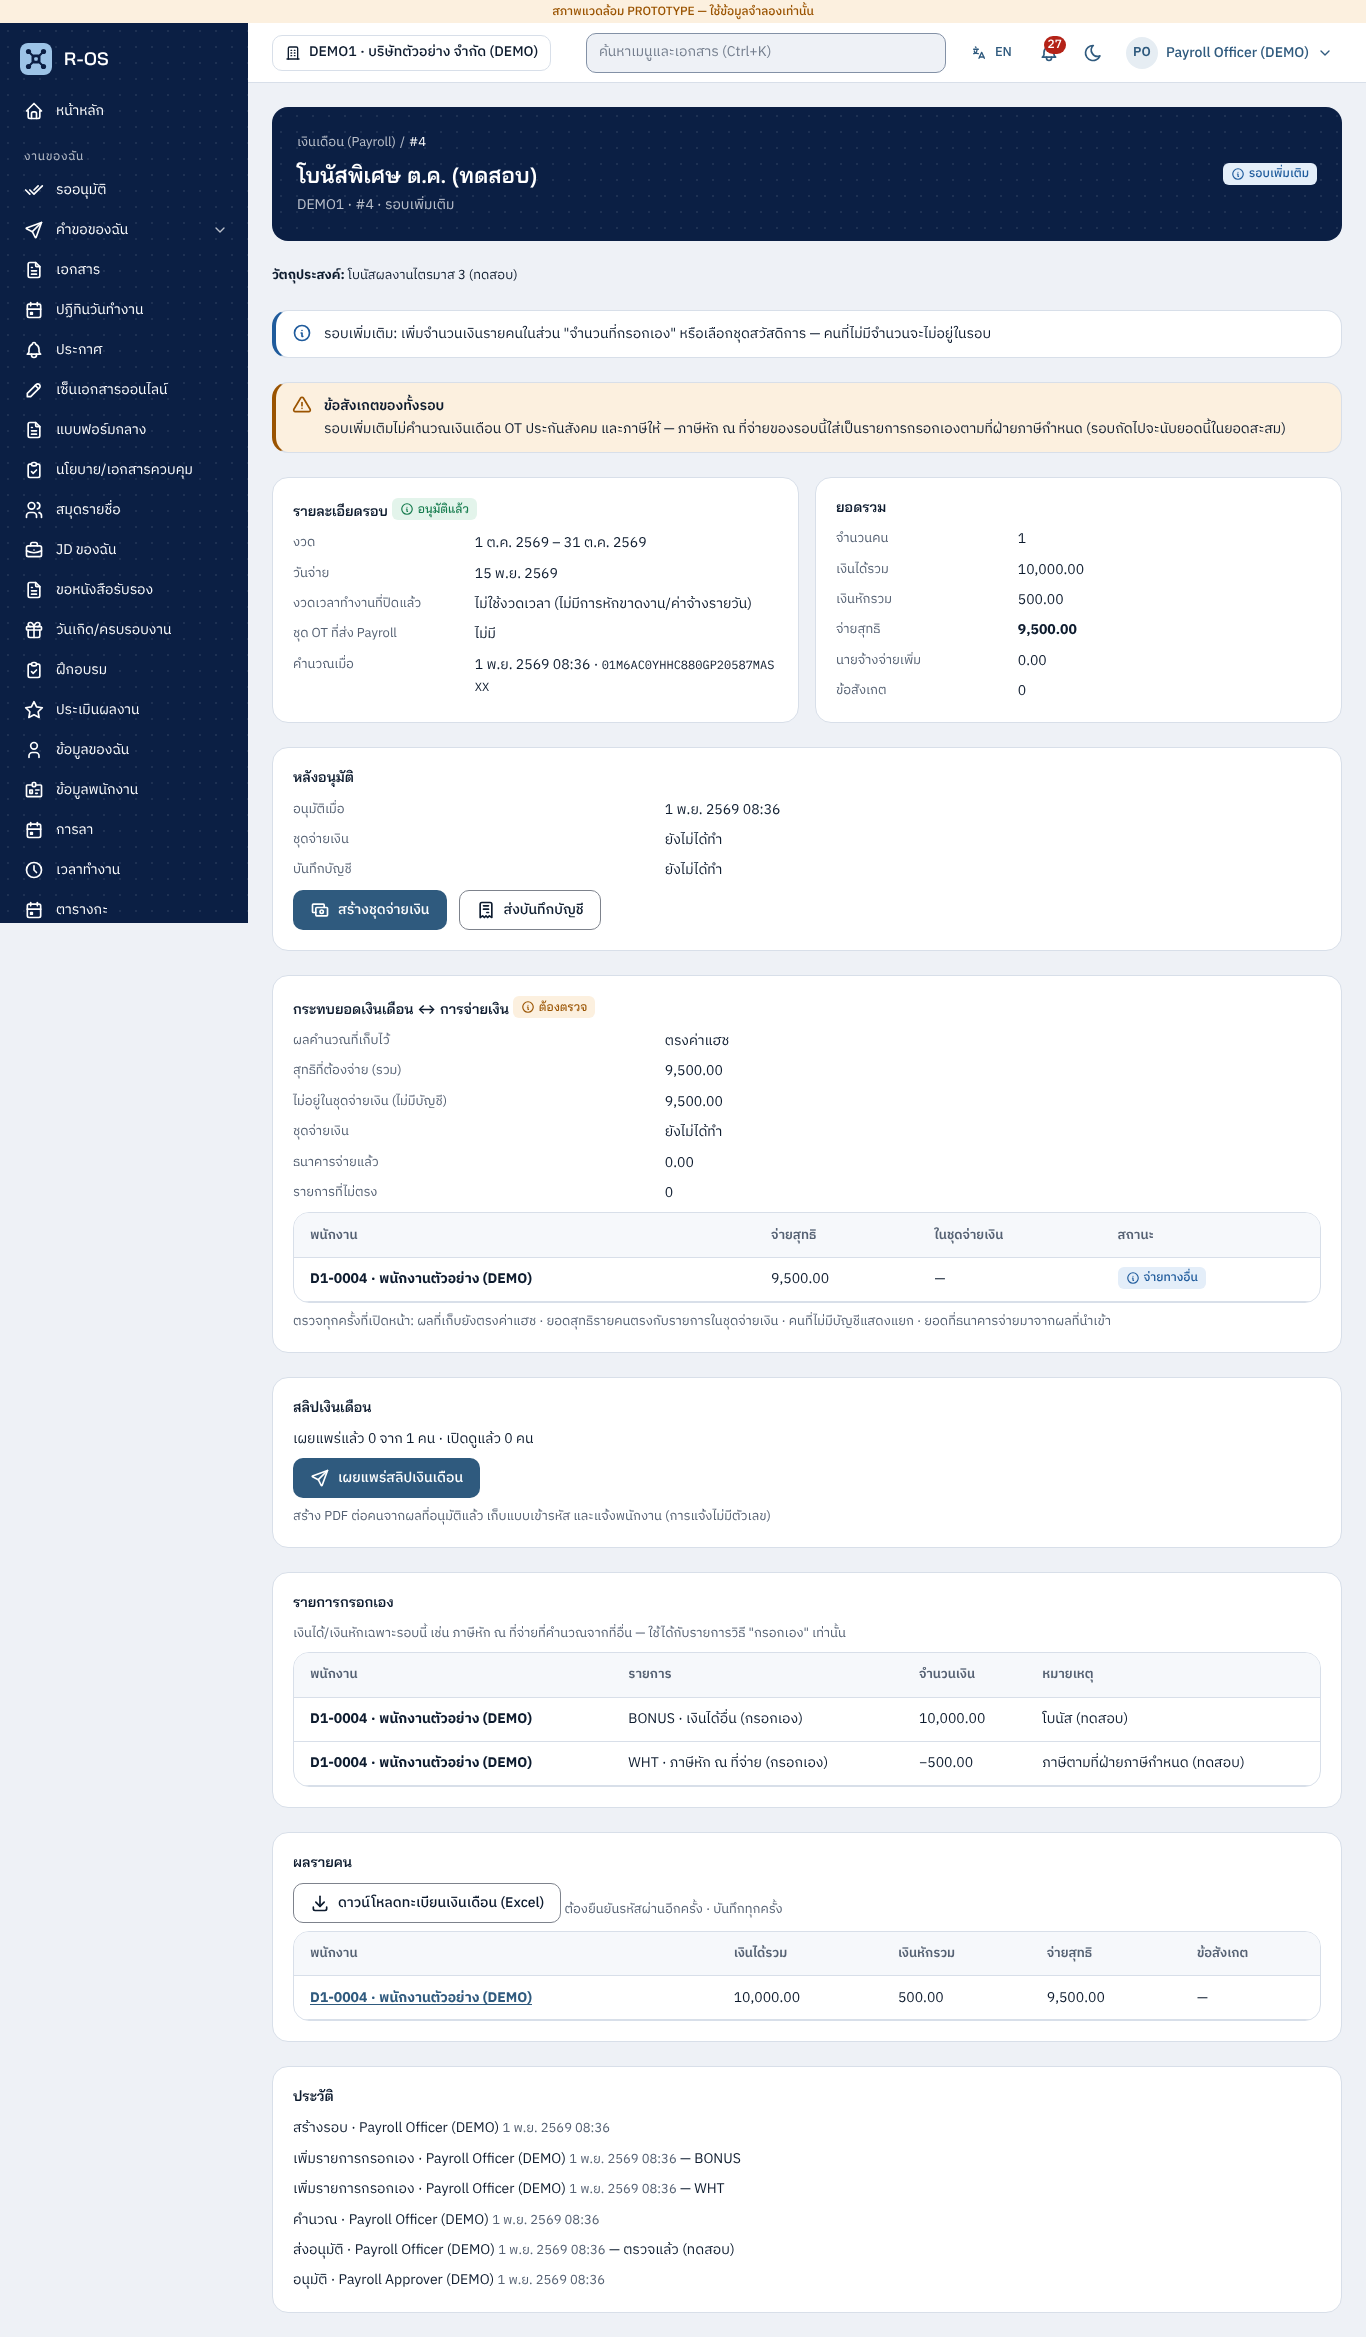 สภาพแวดล้อม PROTOTYPE — ใช้ข้อมูลจำลองเท่านั้น
R-OS
DEMO1 · บริษัทตัวอย่าง จำกัด (DEMO)
ค้นหาเมนูและเอกสาร (Ctrl+K)
EN
27
PO
Payroll Officer (DEMO)
หน้าหลัก
งานของฉัน
รออนุมัติ
คำขอของฉัน
เอกสาร
ปฏิทินวันทำงาน
ประกาศ
เซ็นเอกสารออนไลน์
แบบฟอร์มกลาง
นโยบาย/เอกสารควบคุม
สมุดรายชื่อ
JD ของฉัน
ขอหนังสือรับรอง
วันเกิด/ครบรอบงาน
ฝึกอบรม
ประเมินผลงาน
ข้อมูลของฉัน
ข้อมูลพนักงาน
การลา
เวลาทำงาน
ตารางกะ
เงินเดือน (Payroll) / #4
โบนัสพิเศษ ต.ค. (ทดสอบ)
DEMO1 · #4 · รอบเพิ่มเติม
รอบเพิ่มเติม
วัตถุประสงค์: โบนัสผลงานไตรมาส 3 (ทดสอบ)
รอบเพิ่มเติม: เพิ่มจำนวนเงินรายคนในส่วน "จำนวนที่กรอกเอง" หรือเลือกชุดสวัสดิการ — คนที่ไม่มีจำนวนจะไม่อยู่ในรอบ
ข้อสังเกตของทั้งรอบ
รอบเพิ่มเติมไม่คำนวณเงินเดือน OT ประกันสังคม และภาษีให้ — ภาษีหัก ณ ที่จ่ายของรอบนี้ใส่เป็นรายการกรอกเองตามที่ฝ่ายภาษีกำหนด (รอบถัดไปจะนับยอดนี้ในยอดสะสม)
รายละเอียดรอบ อนุมัติแล้ว
งวด 1 ต.ค. 2569 – 31 ต.ค. 2569
วันจ่าย 15 พ.ย. 2569
งวดเวลาทำงานที่ปิดแล้ว ไม่ใช้งวดเวลา (ไม่มีการหักขาดงาน/ค่าจ้างรายวัน)
ชุด OT ที่ส่ง Payroll ไม่มี
คำนวณเมื่อ 1 พ.ย. 2569 08:36 · 01M6AC0YHHC880GP20587MAS
XX
ยอดรวม
จำนวนคน 1
เงินได้รวม 10,000.00
เงินหักรวม 500.00
จ่ายสุทธิ 9,500.00
นายจ้างจ่ายเพิ่ม 0.00
ข้อสังเกต 0
หลังอนุมัติ
อนุมัติเมื่อ 1 พ.ย. 2569 08:36
ชุดจ่ายเงิน ยังไม่ได้ทำ
บันทึกบัญชี ยังไม่ได้ทำ
สร้างชุดจ่ายเงิน ส่งบันทึกบัญชี
กระทบยอดเงินเดือน ↔ การจ่ายเงิน ต้องตรวจ
ผลคำนวณที่เก็บไว้ ตรงค่าแฮช
สุทธิที่ต้องจ่าย (รวม) 9,500.00
ไม่อยู่ในชุดจ่ายเงิน (ไม่มีบัญชี) 9,500.00
ชุดจ่ายเงิน ยังไม่ได้ทำ
ธนาคารจ่ายแล้ว 0.00
รายการที่ไม่ตรง 0
พนักงาน จ่ายสุทธิ ในชุดจ่ายเงิน สถานะ
D1-0004 · พนักงานตัวอย่าง (DEMO) 9,500.00 — จ่ายทางอื่น
ตรวจทุกครั้งที่เปิดหน้า: ผลที่เก็บยังตรงค่าแฮช · ยอดสุทธิรายคนตรงกับรายการในชุดจ่ายเงิน · คนที่ไม่มีบัญชีแสดงแยก · ยอดที่ธนาคารจ่ายมาจากผลที่นำเข้า
สลิปเงินเดือน
เผยแพร่แล้ว 0 จาก 1 คน · เปิดดูแล้ว 0 คน
เผยแพร่สลิปเงินเดือน
สร้าง PDF ต่อคนจากผลที่อนุมัติแล้ว เก็บแบบเข้ารหัส และแจ้งพนักงาน (การแจ้งไม่มีตัวเลข)
รายการกรอกเอง
เงินได้/เงินหักเฉพาะรอบนี้ เช่น ภาษีหัก ณ ที่จ่ายที่คำนวณจากที่อื่น — ใช้ได้กับรายการวิธี "กรอกเอง" เท่านั้น
พนักงาน รายการ จำนวนเงิน หมายเหตุ
D1-0004 · พนักงานตัวอย่าง (DEMO) BONUS · เงินได้อื่น (กรอกเอง) 10,000.00 โบนัส (ทดสอบ)
D1-0004 · พนักงานตัวอย่าง (DEMO) WHT · ภาษีหัก ณ ที่จ่าย (กรอกเอง) −500.00 ภาษีตามที่ฝ่ายภาษีกำหนด (ทดสอบ)
ผลรายคน
ดาวน์โหลดทะเบียนเงินเดือน (Excel) ต้องยืนยันรหัสผ่านอีกครั้ง · บันทึกทุกครั้ง
พนักงาน เงินได้รวม เงินหักรวม จ่ายสุทธิ ข้อสังเกต
D1-0004 · พนักงานตัวอย่าง (DEMO) 10,000.00 500.00 9,500.00 —
ประวัติ
สร้างรอบ · Payroll Officer (DEMO) 1 พ.ย. 2569 08:36
เพิ่มรายการกรอกเอง · Payroll Officer (DEMO) 1 พ.ย. 2569 08:36 — BONUS
เพิ่มรายการกรอกเอง · Payroll Officer (DEMO) 1 พ.ย. 2569 08:36 — WHT
คำนวณ · Payroll Officer (DEMO) 1 พ.ย. 2569 08:36
ส่งอนุมัติ · Payroll Officer (DEMO) 1 พ.ย. 2569 08:36 — ตรวจแล้ว (ทดสอบ)
อนุมัติ · Payroll Approver (DEMO) 1 พ.ย. 2569 08:36